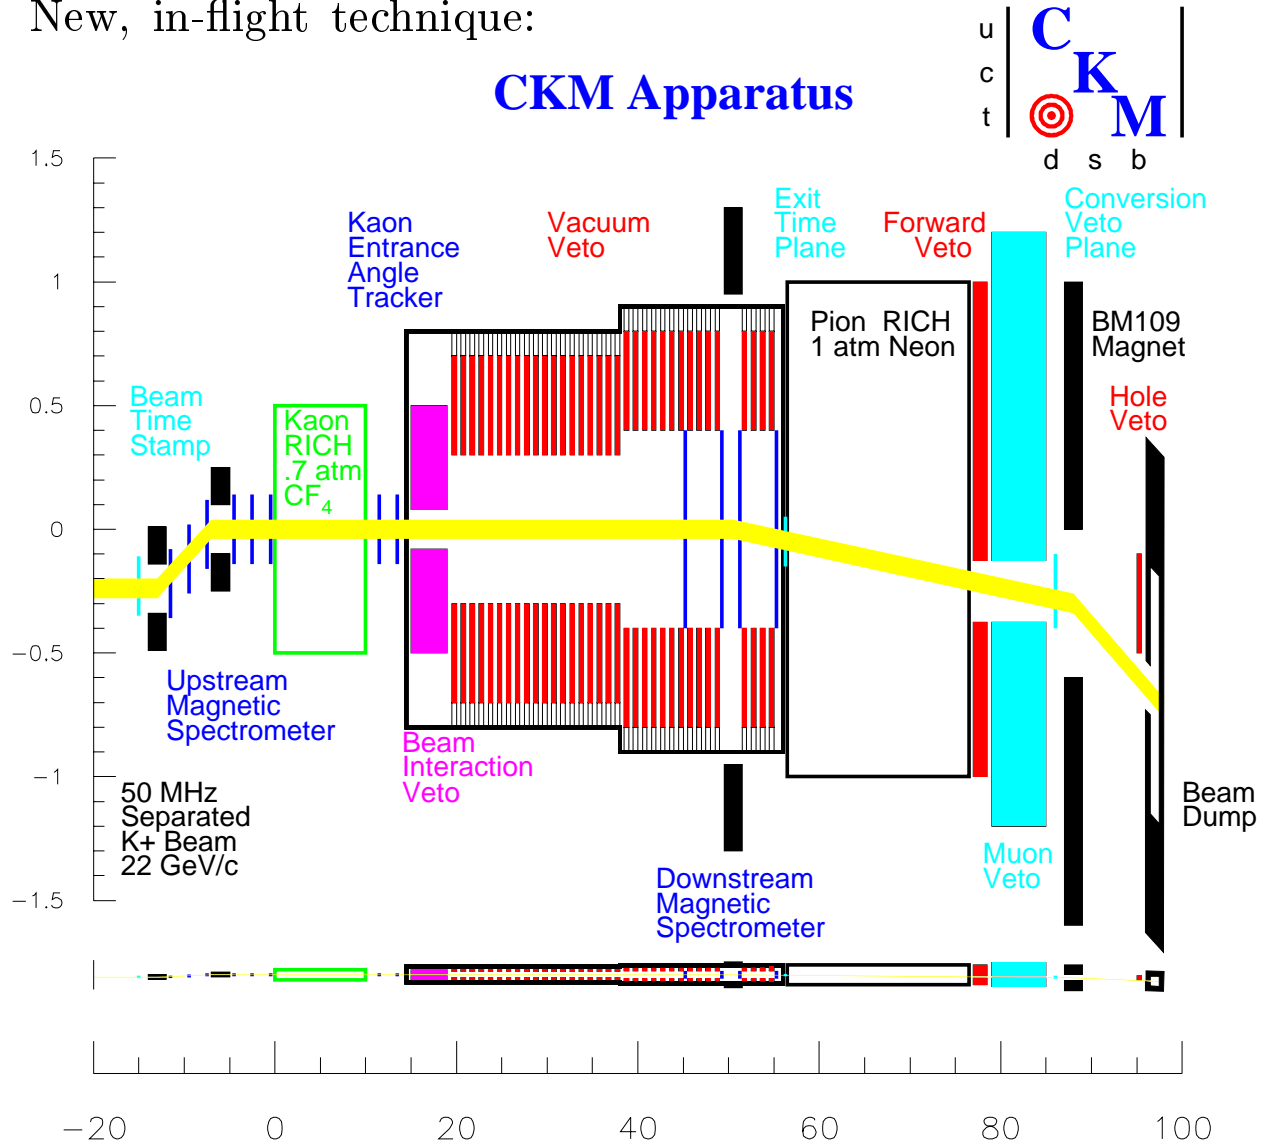 New, in-flight technique:
CKM Apparatus
u
c
t
C
K
M
d s b
1.5
1
0.5
0
−0.5
−1
−1.5
Kaon
Entrance
Angle
Tracker
Vacuum
Veto
Exit
Time
Plane
Forward
Veto
Conversion
Veto
Plane
Beam
Time
Stamp
Kaon
RICH
.7 atm
CF4
Pion RICH
1 atm Neon
BM109
Magnet
Hole
Veto
Upstream
Magnetic
Spectrometer
Beam
Interaction
Veto
50 MHz
Separated
K+ Beam
22 GeV/c
Downstream
Magnetic
Spectrometer
Muon
Veto
Beam
Dump
−20 0 20 40 60 80 100